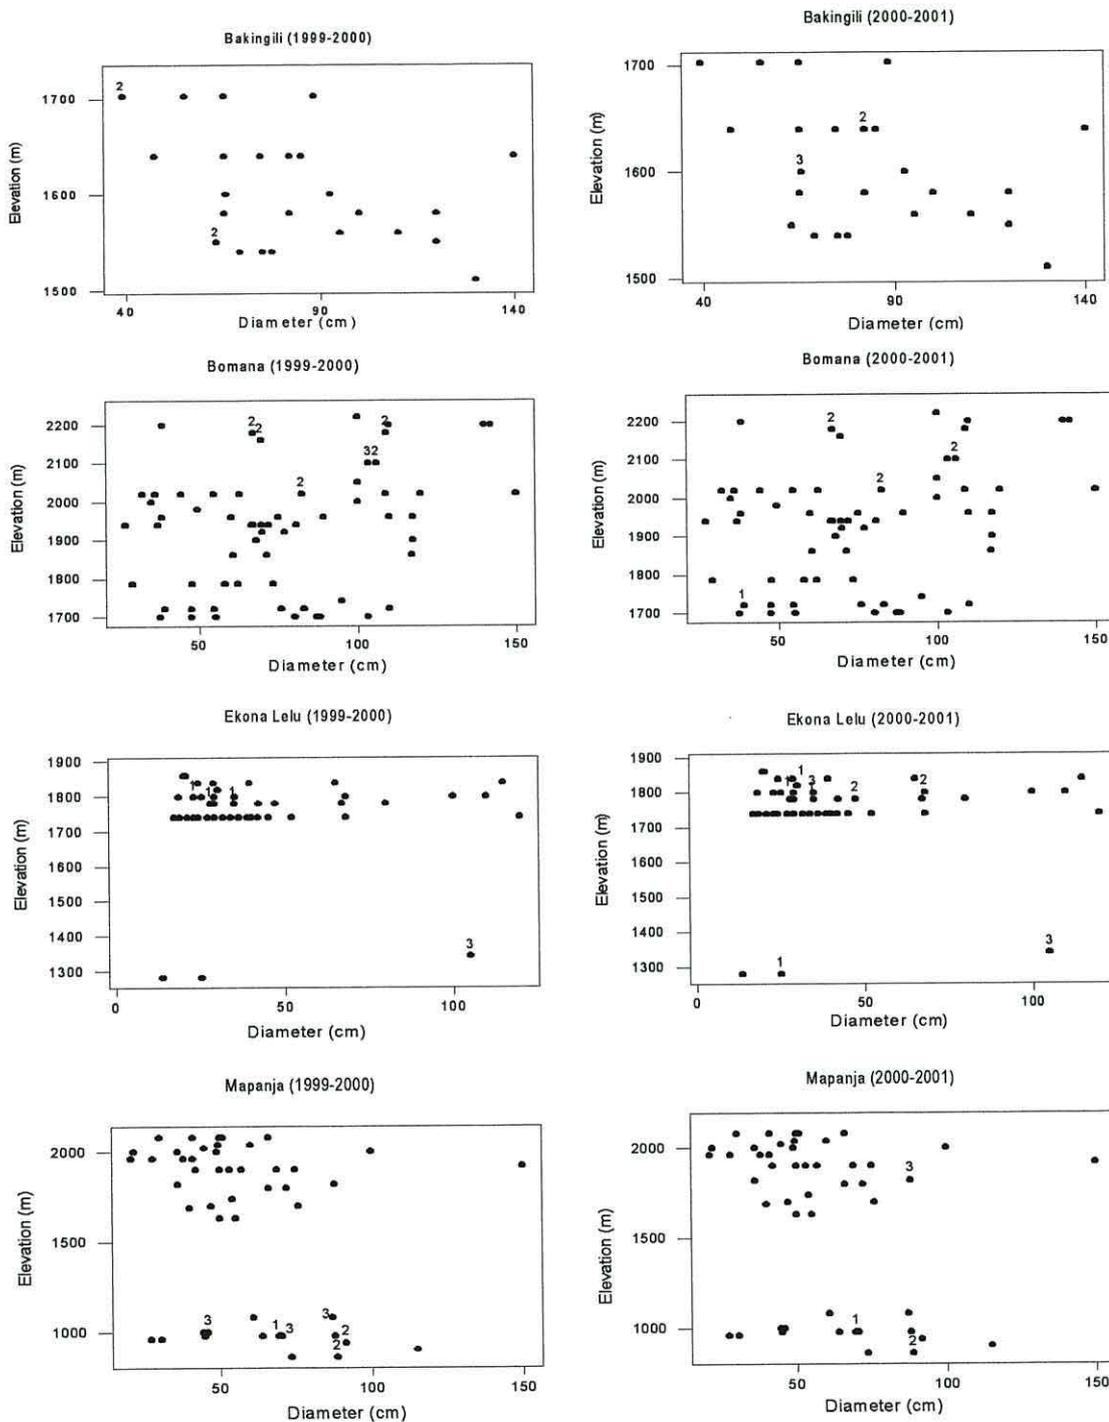 Bakingili (1999-2000)
2
1700
1600
2
1500
Elevation (m)
40 90 140
Diameter (cm)
Bakingili (2000-2001)
1700
2
1600
3
1500
Elevation (m)
40 90 140
Diameter (cm)
Bomana (1999-2000)
2 2 2
2200
32
2100
2
2000
1900
1800
1700
Elevation (m)
50 100 150
Diameter (cm)
Bomana (2000-2001)
2
2200
2
2100
2
2000
1900
1800
1
1700
Elevation (m)
50 100 150
Diameter (cm)
Ekona Lelu (1999-2000)
1900
1 1
1800
1700
1600
1500
1400
3
1300
Elevation (m)
0 50 100
Diameter (cm)
Ekona Lelu (2000-2001)
1900
1
1 3 2
2
1800
1700
1600
1500
1400
3
1
1300
Elevation (m)
0 50 100
Diameter (cm)
Mapanja (1999-2000)
2000
1500
3
3 1 3 2
1000
2
Elevation (m)
50 100 150
Diameter (cm)
Mapanja (2000-2001)
2000
3
1500
1
1000
2
Elevation (m)
50 100 150
Diameter (cm)